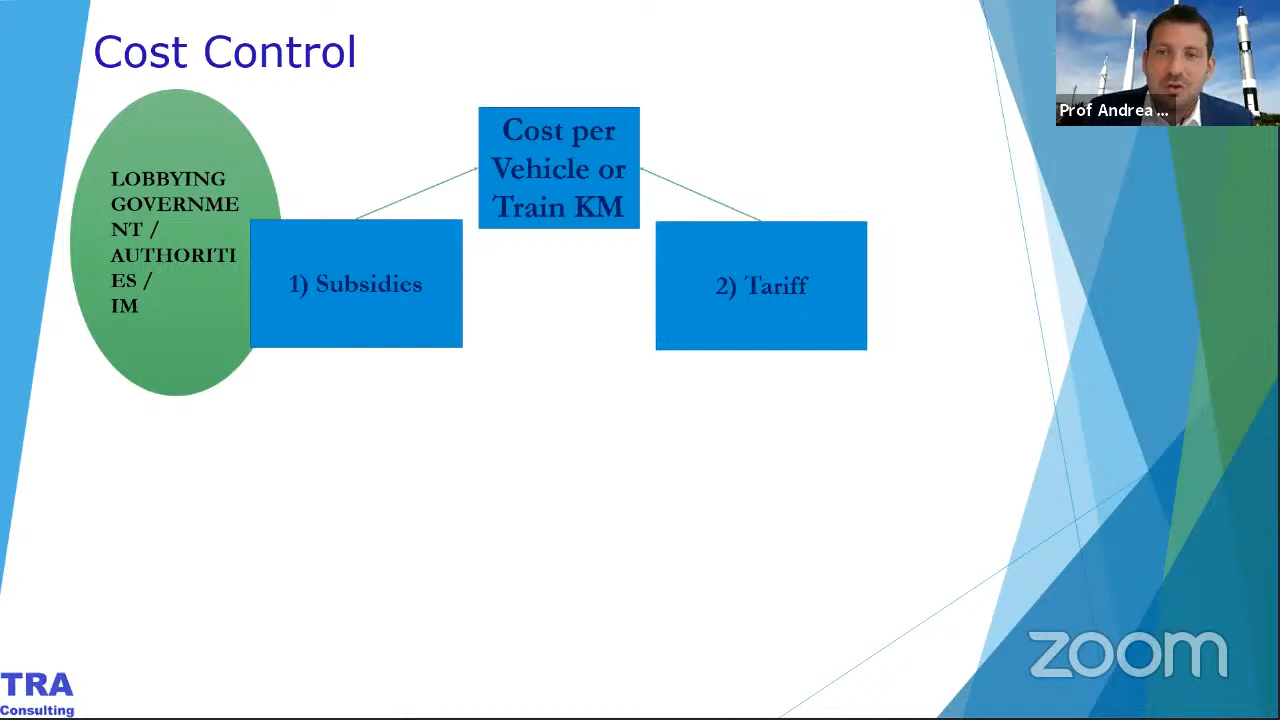 Cost Control
Prof Andrea ...
LOBBYING
GOVERNME
NT /
AUTHORITI
ES /
IM
Cost per
Vehicle or
Train KM
1) Subsidies
2) Tariff
zoom
TRA
Consulting